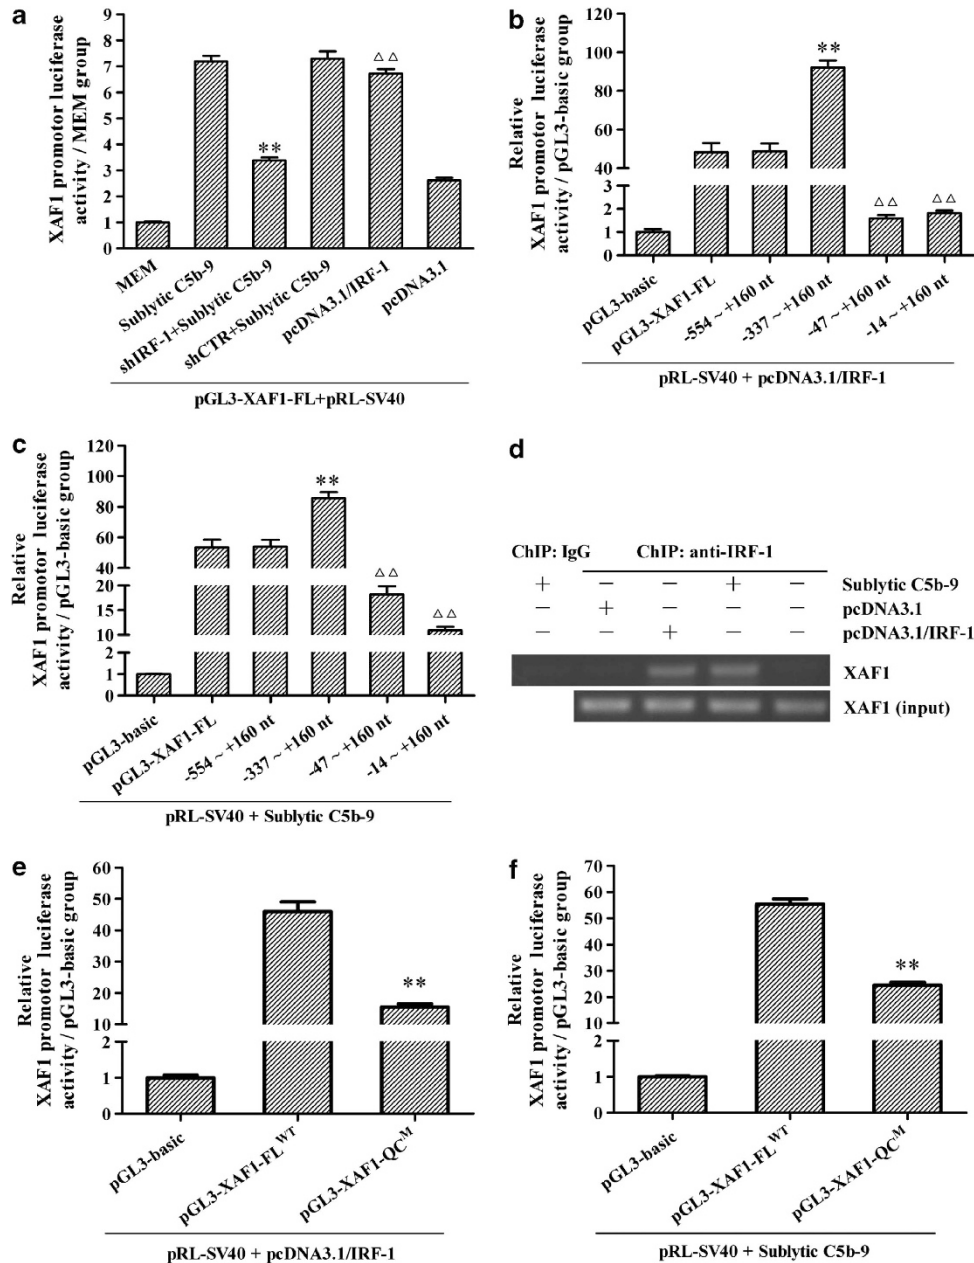 a
XAF1 promotor luciferase
activity / MEM group
9
8
7
6
5
4
3
2
1
0
**
△△
MEM
Sublytic C5b-9
shIRF-1+Sublytic C5b-9
shCTR+Sublytic C5b-9
pcDNA3.1/IRF-1
pcDNA3.1
pGL3-XAF1-FL+pRL-SV40
b
Relative
XAF1 promotor luciferase
activity / pGL3-basic group
120
100
80
60
40
3
2
1
0
**
△△
△△
pGL3-basic
pGL3-XAF1-FL
-554 ~ +160 nt
-337 ~ +160 nt
-47 ~ +160 nt
-14 ~ +160 nt
pRL-SV40 + pcDNA3.1/IRF-1
c
Relative
XAF1 promotor luciferase
activity / pGL3-basic group
120
100
80
60
40
20
15
10
2
1
0
**
△△
△△
pGL3-basic
pGL3-XAF1-FL
-554 ~ +160 nt
-337 ~ +160 nt
-47 ~ +160 nt
-14 ~ +160 nt
pRL-SV40 + Sublytic C5b-9
d
ChIP: IgG ChIP: anti-IRF-1
+ − − + − Sublytic C5b-9
− + − − − pcDNA3.1
− − + − − pcDNA3.1/IRF-1
XAF1
XAF1 (input)
e
Relative
XAF1 promotor luciferase
activity / pGL3-basic group
60
50
40
30
20
10
2
1
0
**
pGL3-basic
pGL3-XAF1-FL^WT
pGL3-XAF1-QC^M
pRL-SV40 + pcDNA3.1/IRF-1
f
Relative
XAF1 promotor luciferase
activity / pGL3-basic group
70
60
50
40
30
20
10
2
1
0
**
pGL3-basic
pGL3-XAF1-FL^WT
pGL3-XAF1-QC^M
pRL-SV40 + Sublytic C5b-9